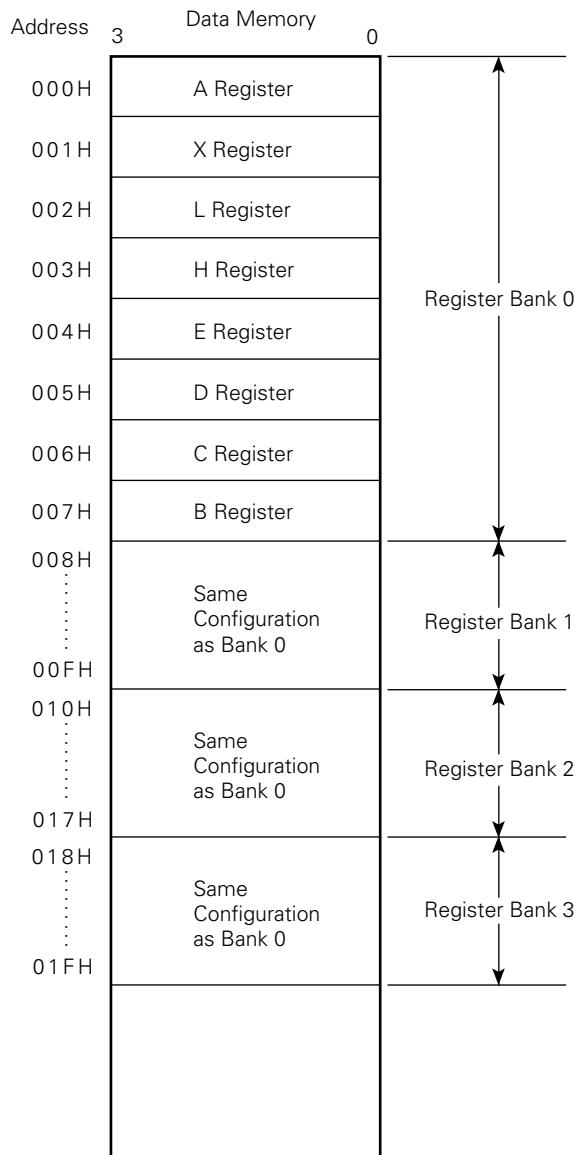 Address
Data Memory
3
0
000H
A Register
001H
X Register
002H
L Register
003H
H Register
Register Bank 0
004H
E Register
005H
D Register
006H
C Register
007H
B Register
008H
Same
Configuration
as Bank 0
Register Bank 1
00FH
010H
Same
Configuration
as Bank 0
Register Bank 2
017H
018H
Same
Configuration
as Bank 0
Register Bank 3
01FH